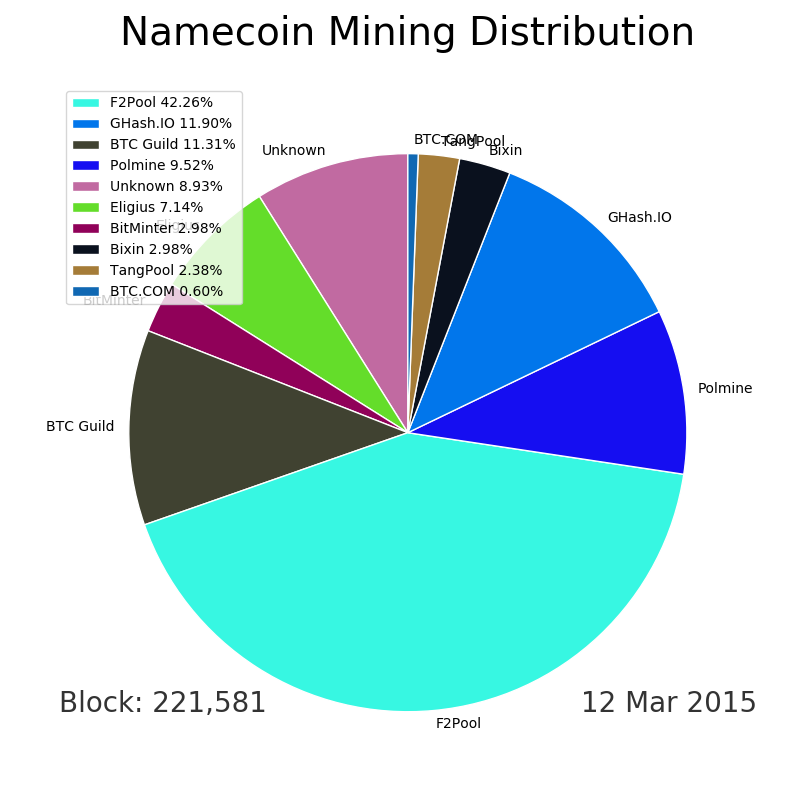 Namecoin Mining Distribution
F2Pool 42.26%
GHash.IO 11.90%
BTC Guild 11.31%
Polmine 9.52%
Unknown 8.93%
Eligius 7.14%
BitMinter 2.98%
Bixin 2.98%
TangPool 2.38%
BTC.COM 0.60%
BTC.COM
TangPool
Bixin
Unknown
GHash.IO
Eligius
BitMinter
Polmine
BTC Guild
F2Pool
Block: 221,581
12 Mar 2015